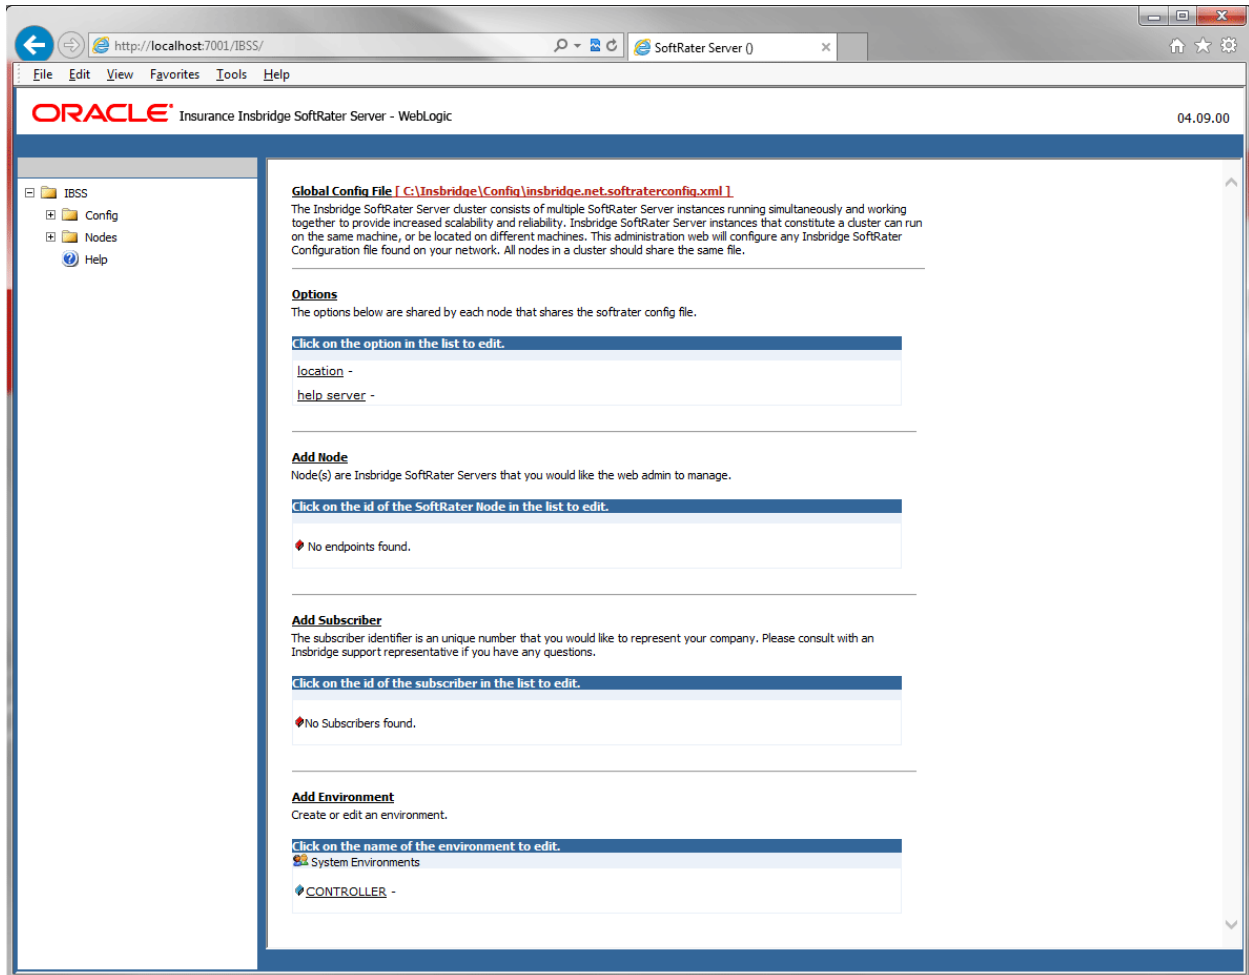 http://localhost:7001/IBSS/
SoftRater Server ()
File Edit View Favorites Tools Help
ORACLE Insurance Insbridge SoftRater Server - WebLogic
04.09.00
IBSS
Config
Nodes
Help
Global Config File [ C:\Insbridge\Config\insbridge.net.softraterconfig.xml ]
The Insbridge SoftRater Server cluster consists of multiple SoftRater Server instances running simultaneously and working
together to provide increased scalability and reliability. Insbridge SoftRater Server instances that constitute a cluster can run
on the same machine, or be located on different machines. This administration web will configure any Insbridge SoftRater
Configuration file found on your network. All nodes in a cluster should share the same file.
Options
The options below are shared by each node that shares the softrater config file.
Click on the option in the list to edit.
location -
help server -
Add Node
Node(s) are Insbridge SoftRater Servers that you would like the web admin to manage.
Click on the id of the SoftRater Node in the list to edit.
No endpoints found.
Add Subscriber
The subscriber identifier is an unique number that you would like to represent your company. Please consult with an
Insbridge support representative if you have any questions.
Click on the id of the subscriber in the list to edit.
No Subscribers found.
Add Environment
Create or edit an environment.
Click on the name of the environment to edit.
System Environments
CONTROLLER -